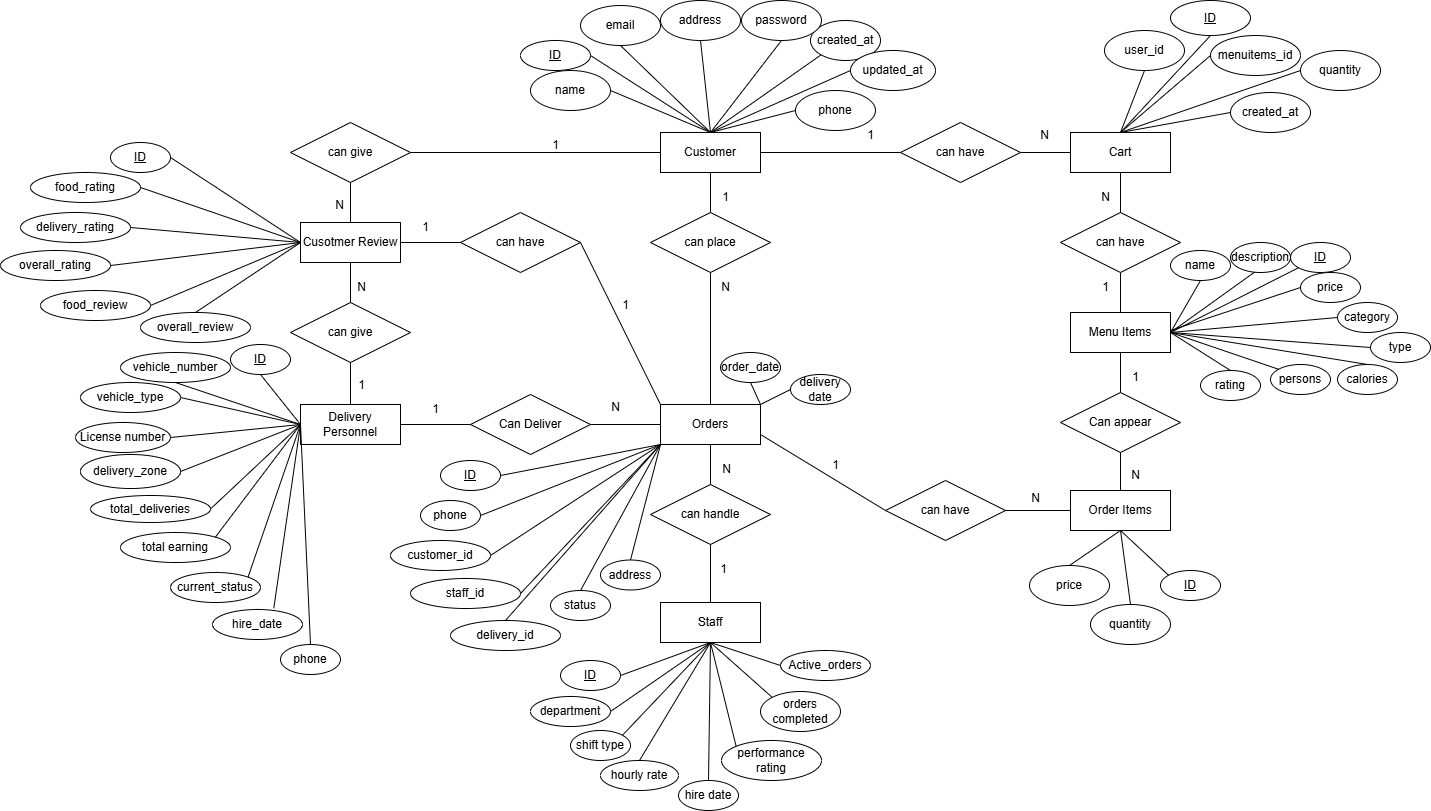 ID
email
address
password
created_at
user_id
menuitems_id
ID
updated_at
quantity
name
phone
created_at
1
N
1
can give
Customer
can have
Cart
ID
food_rating
N
1
N
delivery_rating
1
Cusotmer Review
can have
can place
can have
overall_rating
name
description
ID
N
N
1
price
food_review
1
category
overall_review
can give
Menu Items
type
vehicle_number
ID
order_date
rating
persons
calories
1
1
vehicle_type
delivery
date
1
N
Delivery
Personnel
Can Deliver
Orders
Can appear
License number
delivery_zone
ID
N
1
N
total_deliveries
phone
can handle
can have
N
Order Items
total earning
customer_id
1
current_status
staff_id
status
address
price
ID
hire_date
delivery_id
Staff
quantity
phone
ID
Active_orders
department
orders
completed
shift type
performance
rating
hourly rate
hire date